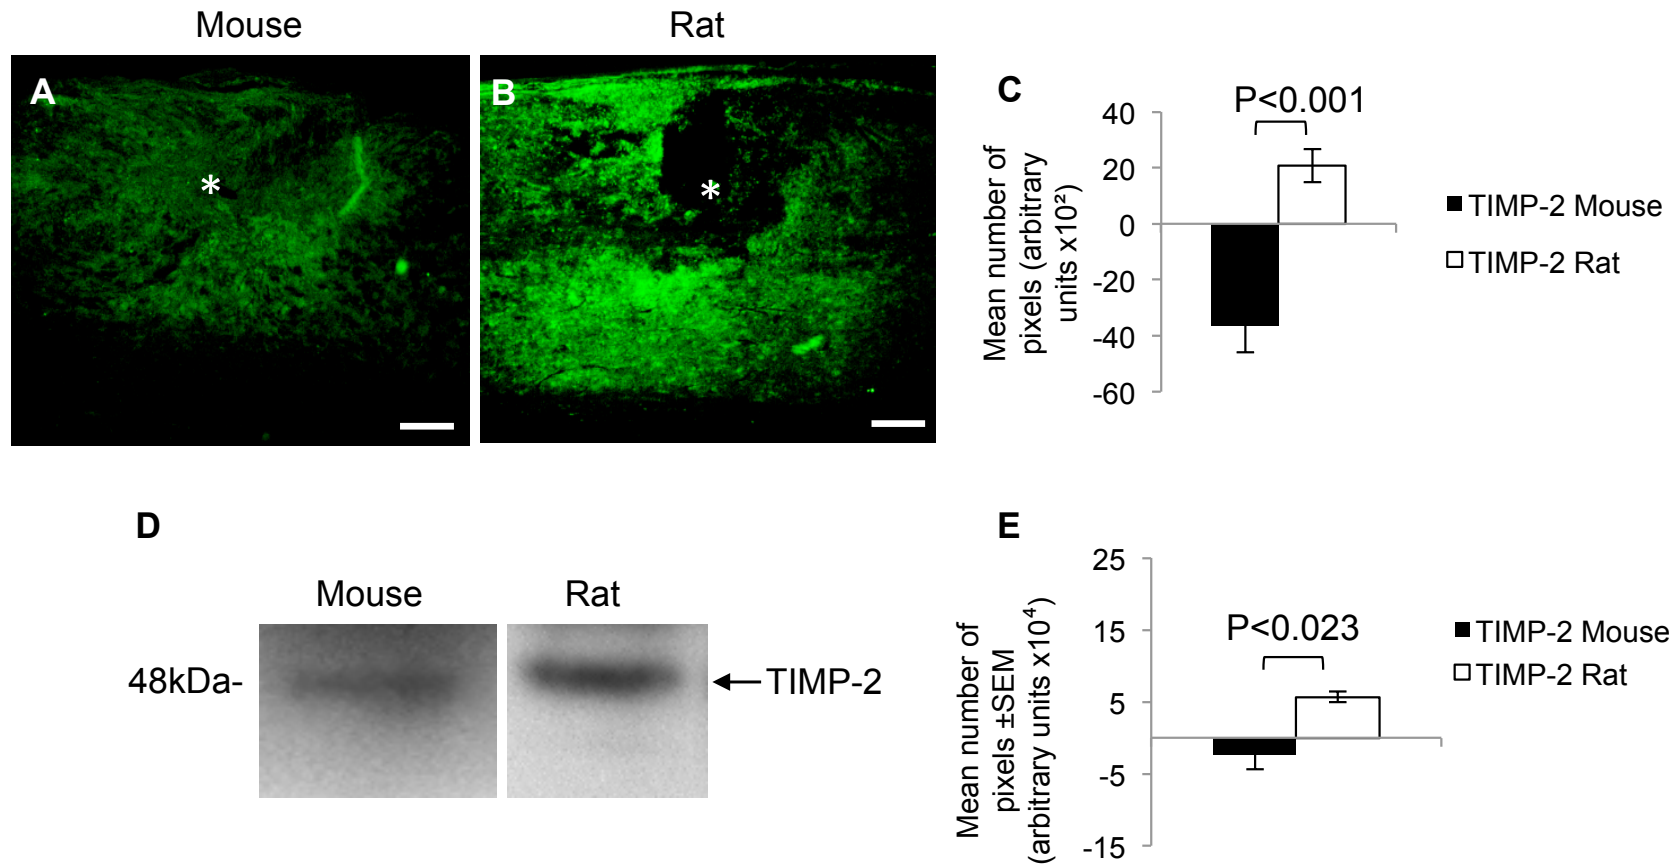 Mouse
Rat
A
*
B
*
C
P<0.001
40
20
0
-20
-40
-60
Mean number of
pixels (arbitrary
units x10²)
TIMP-2 Mouse
TIMP-2 Rat
D
Mouse
Rat
48kDa-
TIMP-2
E
P<0.023
25
15
5
-5
-15
Mean number of
pixels ±SEM
(arbitrary units x10⁴)
TIMP-2 Mouse
TIMP-2 Rat